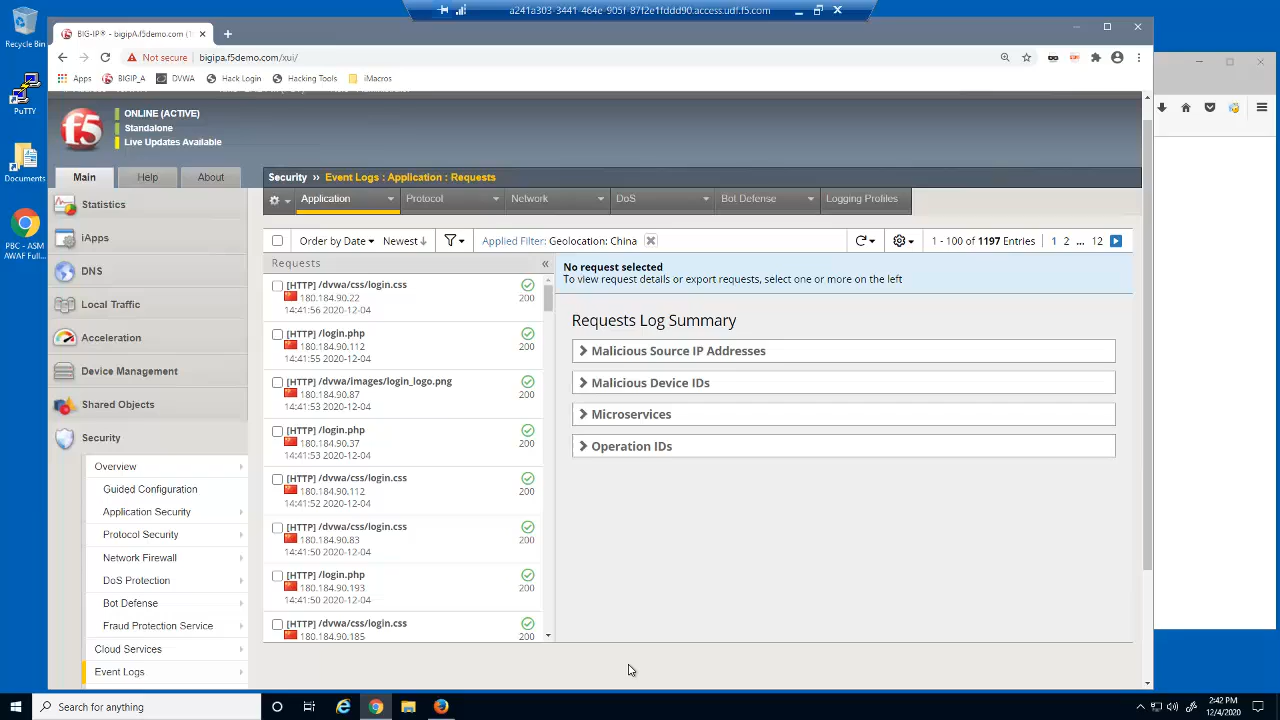 Recycle Bin
PuTTY
Documents
PBC - ASM
AWAF Full...
a241a303-3441-464e-905f-87f2e1fddd90.access.udf.f5.com
BIG-IP® - bigipA.f5demo.com (1
Not secure
bigipa.f5demo.com/xui/
Apps
BIGIP_A
DVWA
Hack Login
Hacking Tools
iMacros
f5
ONLINE (ACTIVE)
Standalone
Live Updates Available
Main
Help
About
Security » Event Logs : Application : Requests
Statistics
iApps
DNS
Local Traffic
Acceleration
Device Management
Shared Objects
Security
Overview
Guided Configuration
Application Security
Protocol Security
Network Firewall
DoS Protection
Bot Defense
Fraud Protection Service
Cloud Services
Event Logs
Application
Protocol
Network
DoS
Bot Defense
Logging Profiles
Order by Date
Newest
Applied Filter: Geolocation: China
1 - 100 of 1197 Entries
1 2 ... 12
Requests
[HTTP] /dvwa/css/login.css
180.184.90.22
200
14:41:56 2020-12-04
[HTTP] /login.php
180.184.90.112
200
14:41:55 2020-12-04
[HTTP] /dvwa/images/login_logo.png
180.184.90.87
200
14:41:53 2020-12-04
[HTTP] /login.php
180.184.90.37
200
14:41:53 2020-12-04
[HTTP] /dvwa/css/login.css
180.184.90.112
200
14:41:52 2020-12-04
[HTTP] /dvwa/css/login.css
180.184.90.83
200
14:41:50 2020-12-04
[HTTP] /login.php
180.184.90.193
200
14:41:50 2020-12-04
[HTTP] /dvwa/css/login.css
180.184.90.185
200
No request selected
To view request details or export requests, select one or more on the left
Requests Log Summary
Malicious Source IP Addresses
Malicious Device IDs
Microservices
Operation IDs
Search for anything
2:42 PM
12/4/2020